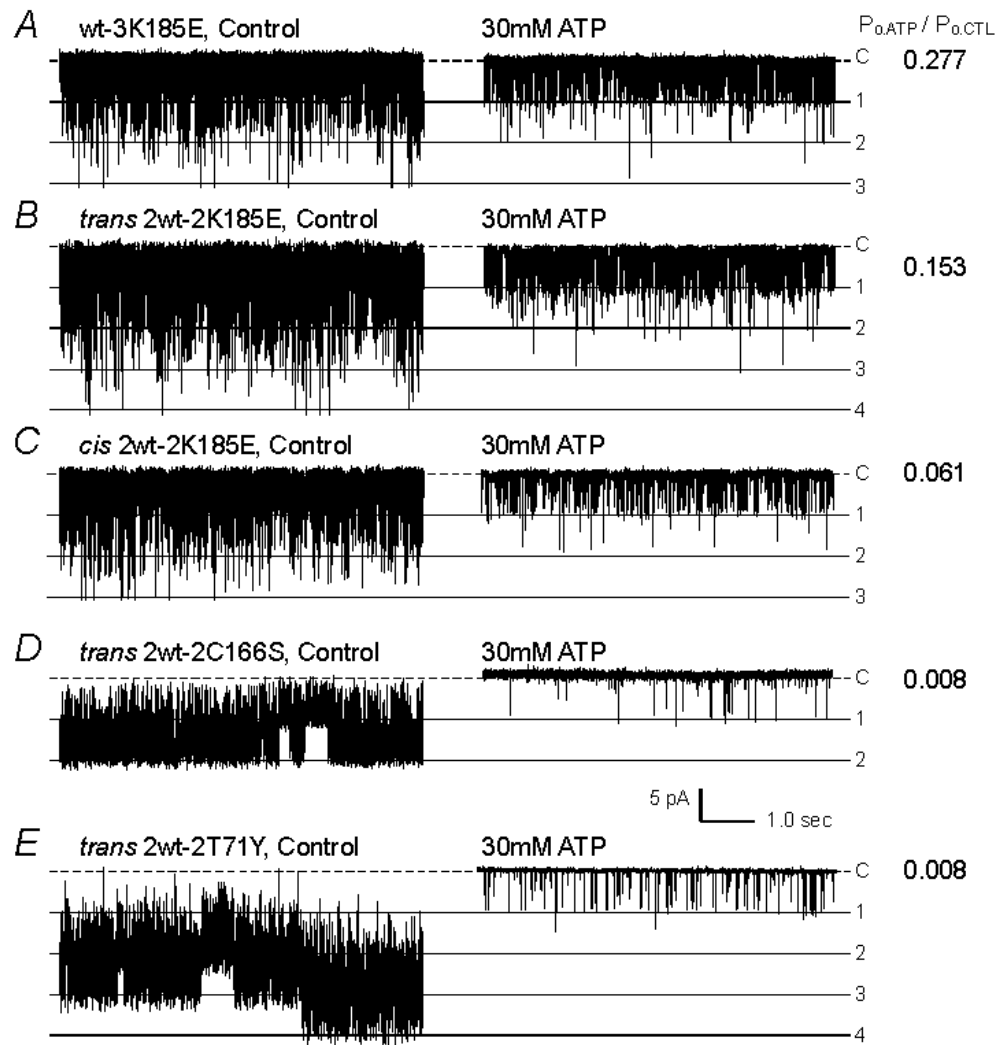 A wt-3K185E, Control 30mM ATP P₀.ATP / P₀.CTL
C 0.277
1
2
3
B trans 2wt-2K185E, Control 30mM ATP
C
0.153
1
2
3
4
C cis 2wt-2K185E, Control 30mM ATP
C 0.061
1
2
3
D trans 2wt-2C166S, Control 30mM ATP
C 0.008
1
2
5 pA
1.0 sec
E trans 2wt-2T71Y, Control 30mM ATP
C 0.008
1
2
3
4